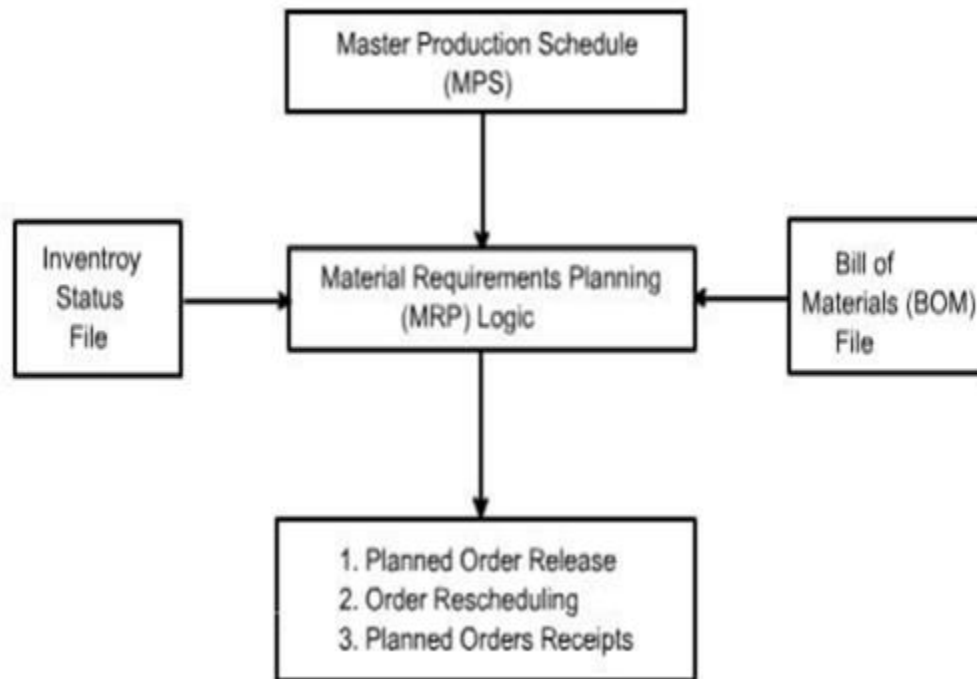 Master Production Schedule
(MPS)
Inventroy
Status
File
Material Requirements Planning
(MRP) Logic
Bill of
Materials (BOM)
File
1. Planned Order Release
2. Order Rescheduling
3. Planned Orders Receipts